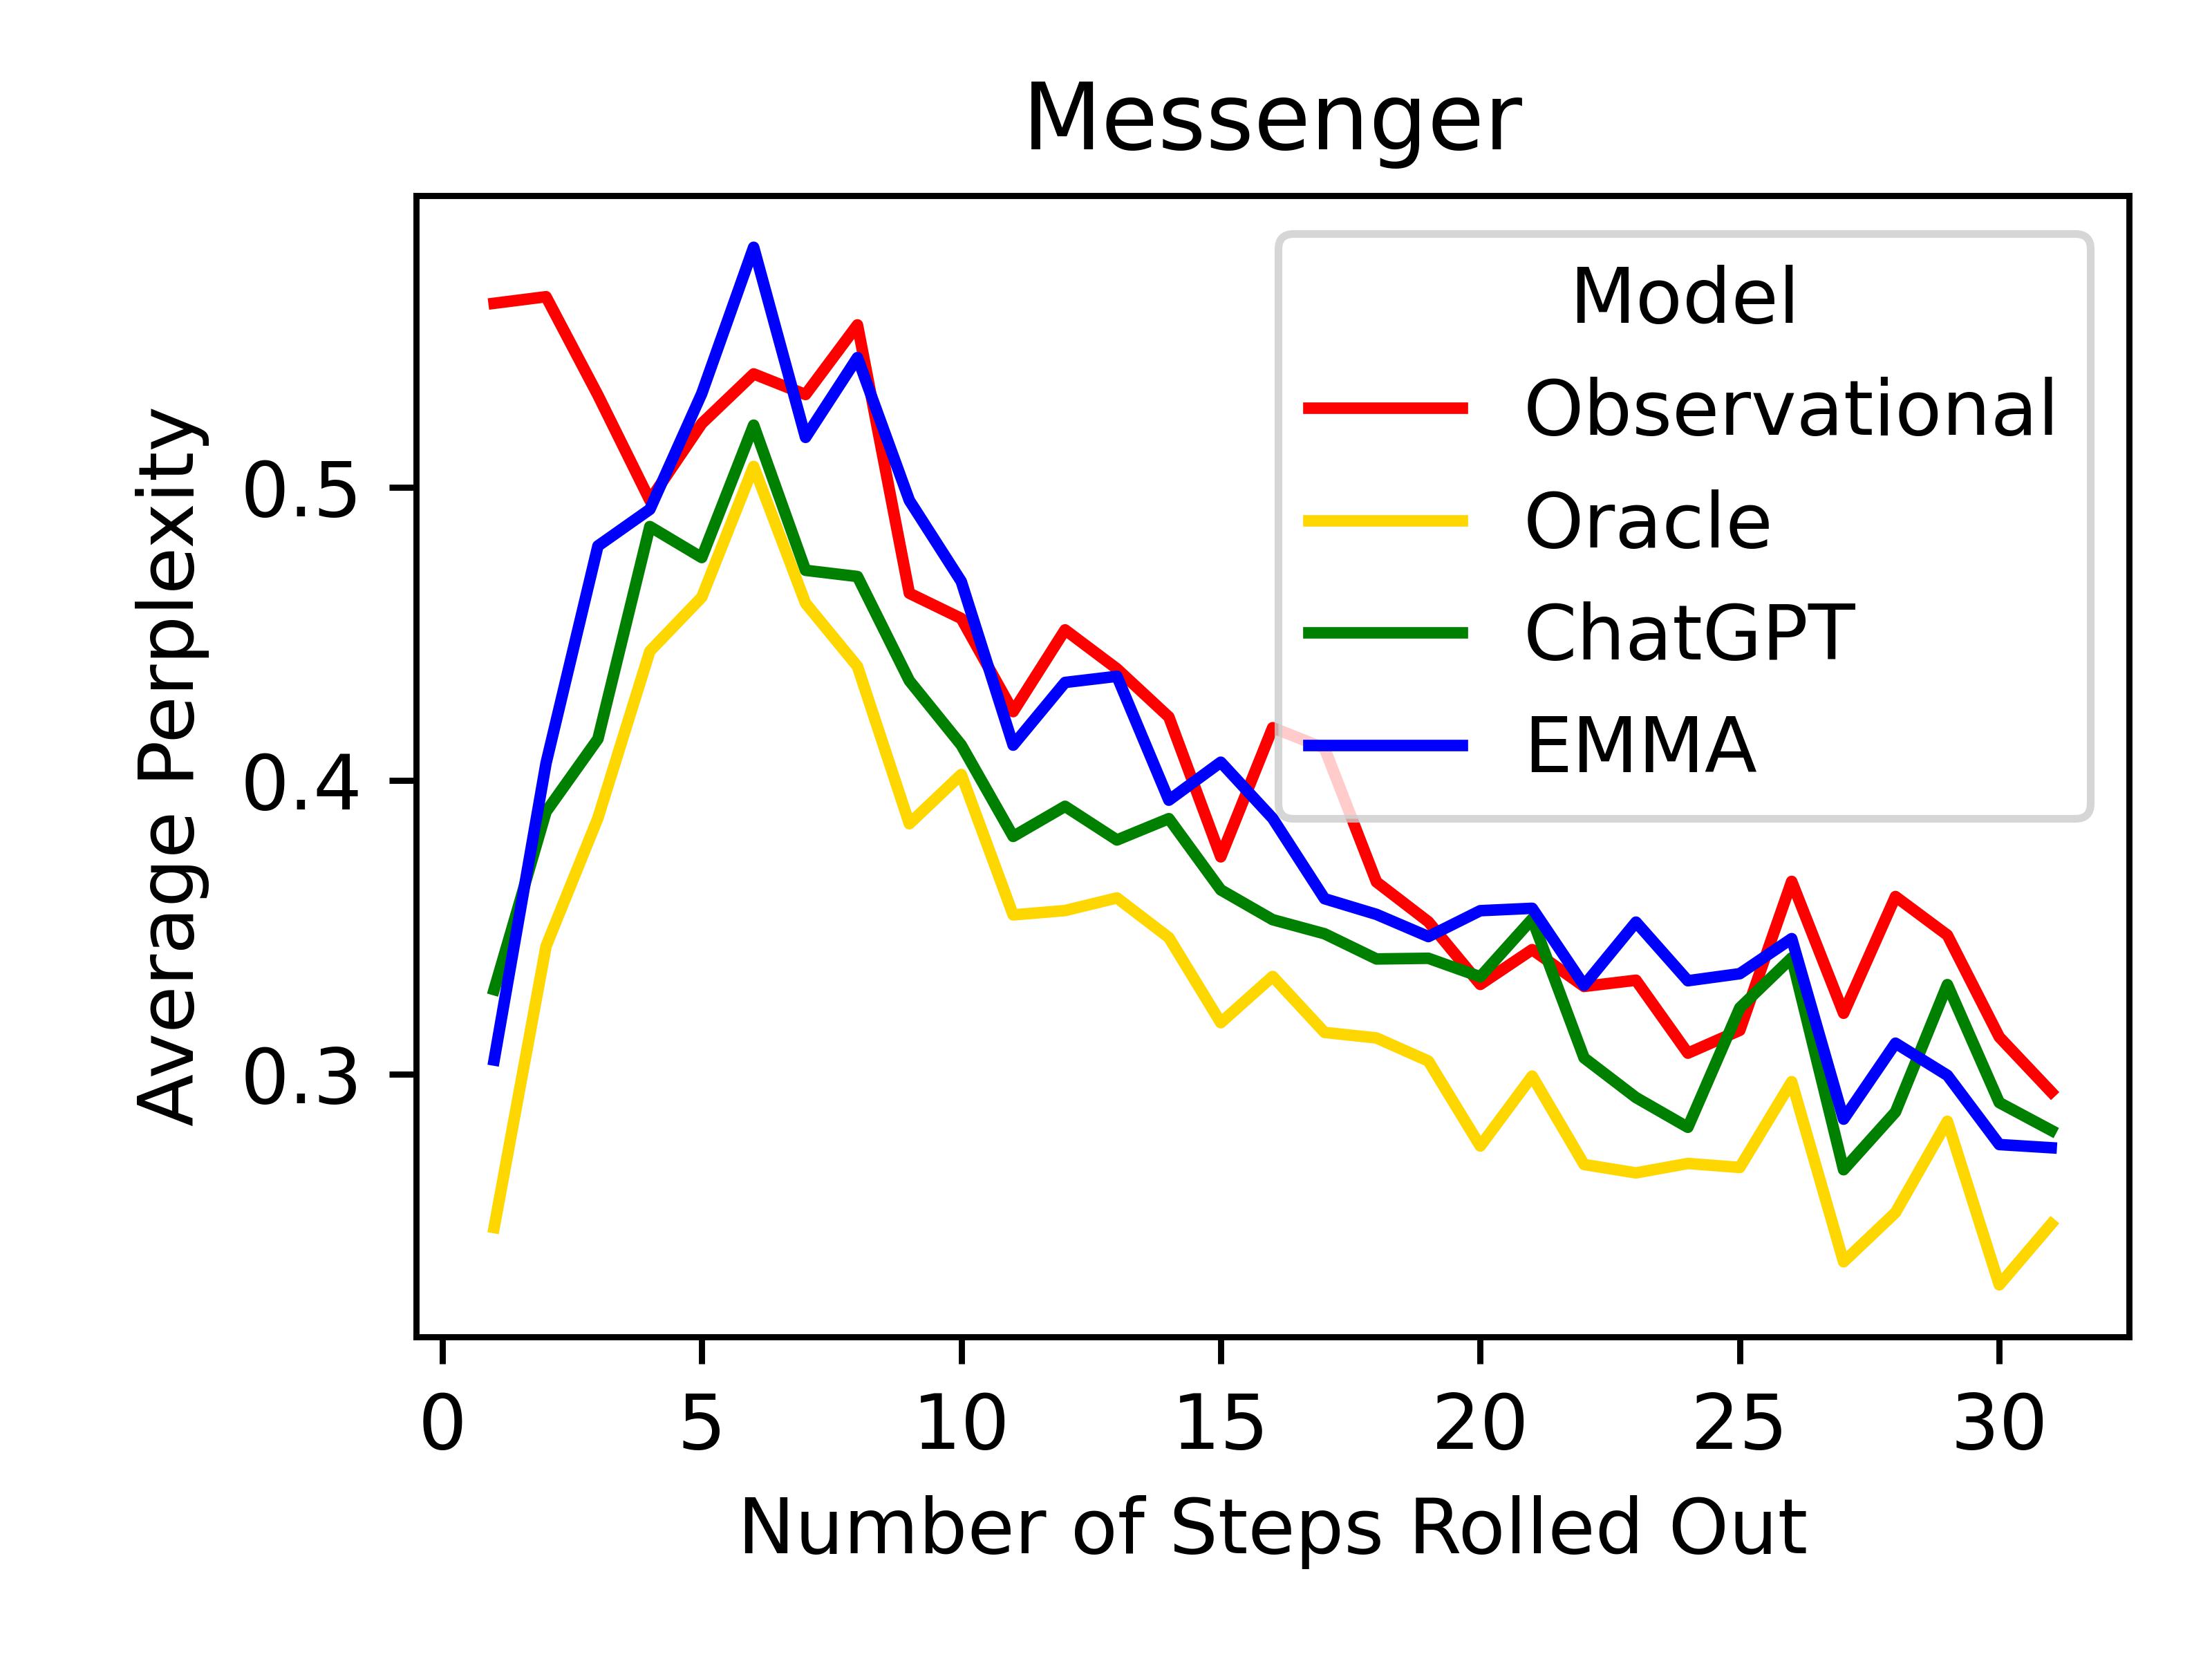 Messenger
Model
Observational
Oracle
ChatGPT
EMMA
Average Perplexity
0.5
0.4
0.3
0 5 10 15 20 25 30
Number of Steps Rolled Out